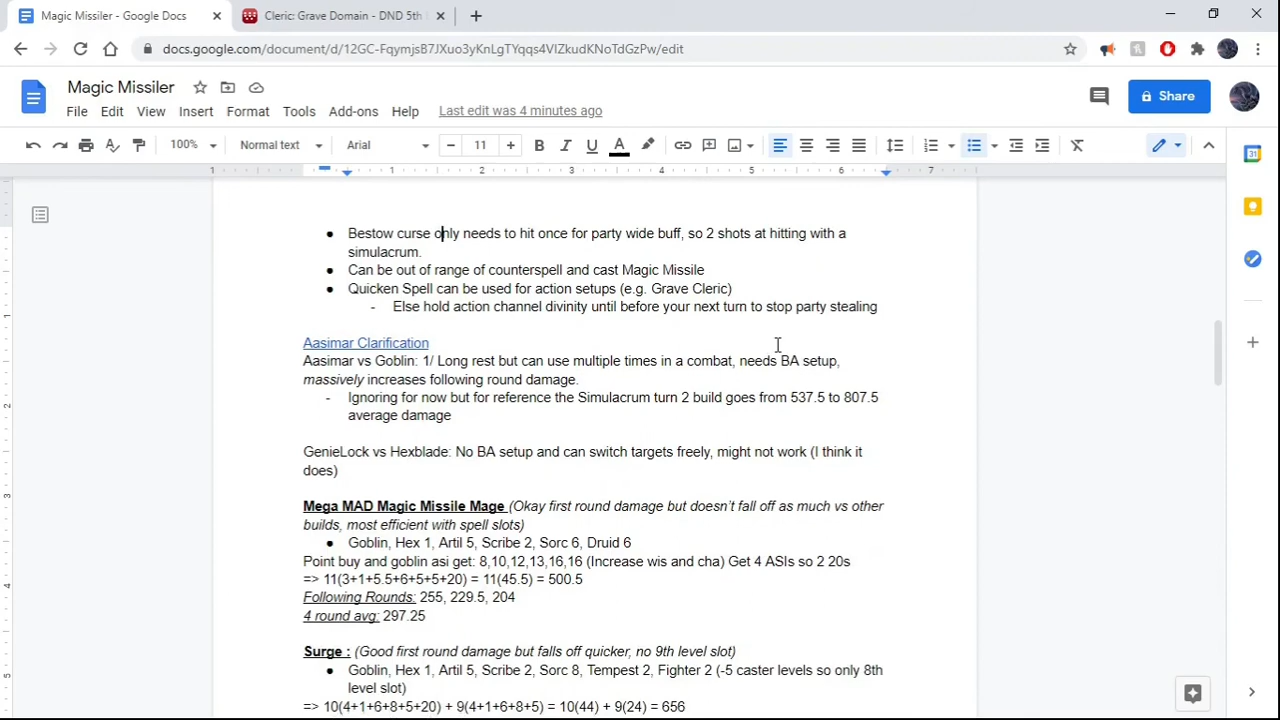 Magic Missiler - Google Docs
Cleric: Grave Domain - DND 5th
docs.google.com/document/d/12GC-FqymjsB7JXuo3yKnLgTYqqs4VIZkudKNoTdGzPw/edit
Magic Missiler
Share
File Edit View Insert Format Tools Add-ons Help Last edit was 4 minutes ago
100% Normal text Arial 11 B I U A
1 1 2 3 4 5 6 7
● Bestow curse only needs to hit once for party wide buff, so 2 shots at hitting with a
simulacrum.
● Can be out of range of counterspell and cast Magic Missile
● Quicken Spell can be used for action setups (e.g. Grave Cleric)
- Else hold action channel divinity until before your next turn to stop party stealing
Aasimar Clarification
Aasimar vs Goblin: 1/ Long rest but can use multiple times in a combat, needs BA setup,
massively increases following round damage.
- Ignoring for now but for reference the Simulacrum turn 2 build goes from 537.5 to 807.5
average damage
GenieLock vs Hexblade: No BA setup and can switch targets freely, might not work (I think it
does)
Mega MAD Magic Missile Mage (Okay first round damage but doesn't fall off as much vs other
builds, most efficient with spell slots)
● Goblin, Hex 1, Artil 5, Scribe 2, Sorc 6, Druid 6
Point buy and goblin asi get: 8,10,12,13,16,16 (Increase wis and cha) Get 4 ASIs so 2 20s
=> 11(3+1+5.5+6+5+5+20) = 11(45.5) = 500.5
Following Rounds: 255, 229.5, 204
4 round avg: 297.25
Surge : (Good first round damage but falls off quicker, no 9th level slot)
● Goblin, Hex 1, Artil 5, Scribe 2, Sorc 8, Tempest 2, Fighter 2 (-5 caster levels so only 8th
level slot)
=> 10(4+1+6+8+5+20) + 9(4+1+6+8+5) = 10(44) + 9(24) = 656
1
2
3
4
5
31